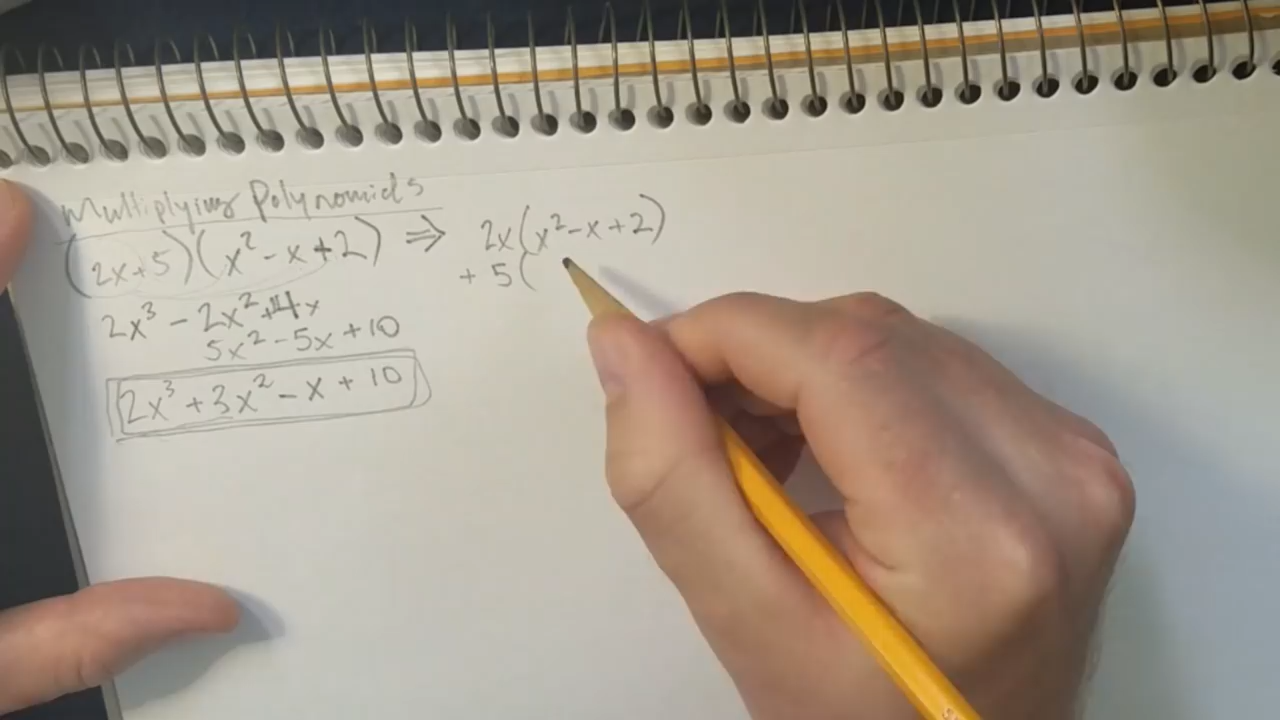 Multiplying Polynomials
(2x+5)(x² - x + 2) ⇒
2x³ - 2x² + 4x
5x² - 5x + 10
2x³ + 3x² - x + 10
2x(x² - x + 2)
+ 5(